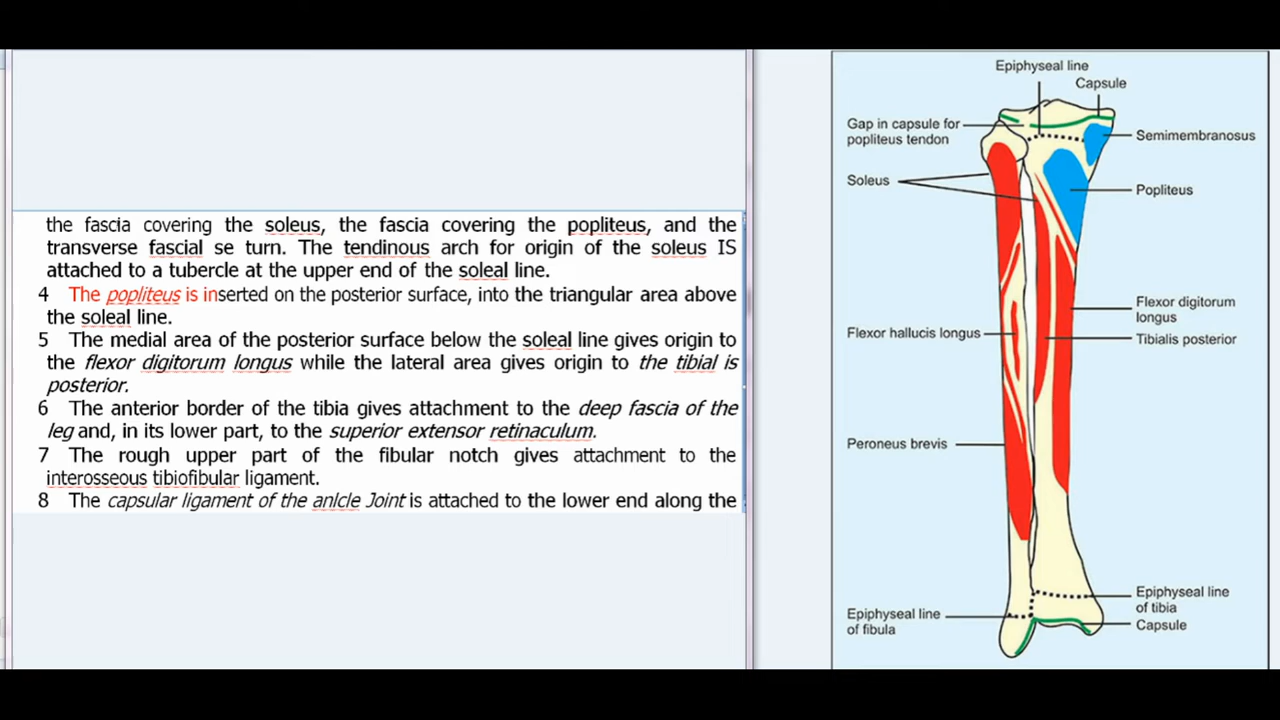 the fascia covering the soleus, the fascia covering the popliteus, and the
transverse fascial se turn. The tendinous arch for origin of the soleus IS
attached to a tubercle at the upper end of the soleal line.
4 The popliteus is inserted on the posterior surface, into the triangular area above
the soleal line.
5 The medial area of the posterior surface below the soleal line gives origin to
the flexor digitorum longus while the lateral area gives origin to the tibial is
posterior.
6 The anterior border of the tibia gives attachment to the deep fascia of the
leg and, in its lower part, to the superior extensor retinaculum.
7 The rough upper part of the fibular notch gives attachment to the
interosseous tibiofibular ligament.
8 The capsular ligament of the anlcle Joint is attached to the lower end along the
Epiphyseal line
Capsule
Gap in capsule for
popliteus tendon
Semimembranosus
Soleus
Popliteus
Flexor digitorum
longus
Flexor hallucis longus
Tibialis posterior
Peroneus brevis
Epiphyseal line
of tibia
Epiphyseal line
of fibula
Capsule